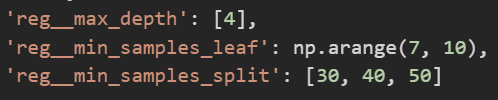 'reg__max_depth': [4],
'reg__min_samples_leaf': np.arange(7, 10),
'reg__min_samples_split': [30, 40, 50]